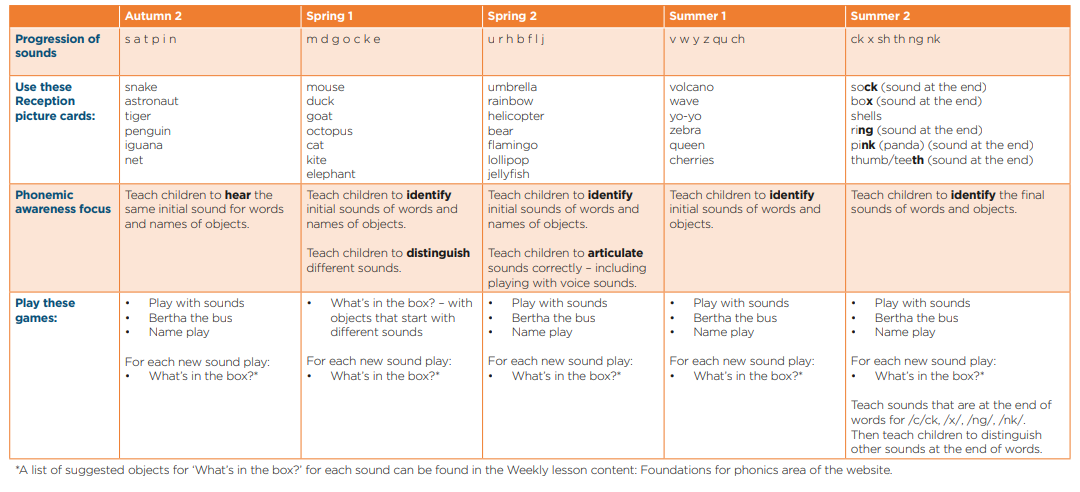 Autumn 2
Spring 1
Spring 2
Summer 1
Summer 2
Progression of
sounds
s a t p i n
m d g o c k e
u r h b f l j
v w y z qu ch
ck x sh th ng nk
Use these
Reception
picture cards:
snake
astronaut
tiger
penguin
iguana
net
mouse
duck
goat
octopus
cat
kite
elephant
umbrella
rainbow
helicopter
bear
flamingo
lollipop
jellyfish
volcano
wave
yo-yo
zebra
queen
cherries
sock (sound at the end)
box (sound at the end)
shells
ring (sound at the end)
pink (panda) (sound at the end)
thumb/teeth (sound at the end)
Phonemic
awareness focus
Teach children to hear the
same initial sound for words
and names of objects.
Teach children to identify
initial sounds of words and
names of objects.
Teach children to distinguish
different sounds.
Teach children to identify
initial sounds of words and
names of objects.
Teach children to articulate
sounds correctly – including
playing with voice sounds.
Teach children to identify
initial sounds of words and
objects.
Teach children to identify the final
sounds of words and objects.
Play these
games:
• Play with sounds
• Bertha the bus
• Name play
For each new sound play:
• What's in the box?*
• What's in the box? – with
objects that start with
different sounds
For each new sound play:
• What's in the box?*
• Play with sounds
• Bertha the bus
• Name play
For each new sound play:
• What's in the box?*
• Play with sounds
• Bertha the bus
• Name play
For each new sound play:
• What's in the box?*
• Play with sounds
• Bertha the bus
• Name play
For each new sound play:
• What's in the box?*
Teach sounds that are at the end of
words for /c/ck, /x/, /ng/, /nk/.
Then teach children to distinguish
other sounds at the end of words.
*A list of suggested objects for 'What's in the box?' for each sound can be found in the Weekly lesson content: Foundations for phonics area of the website.